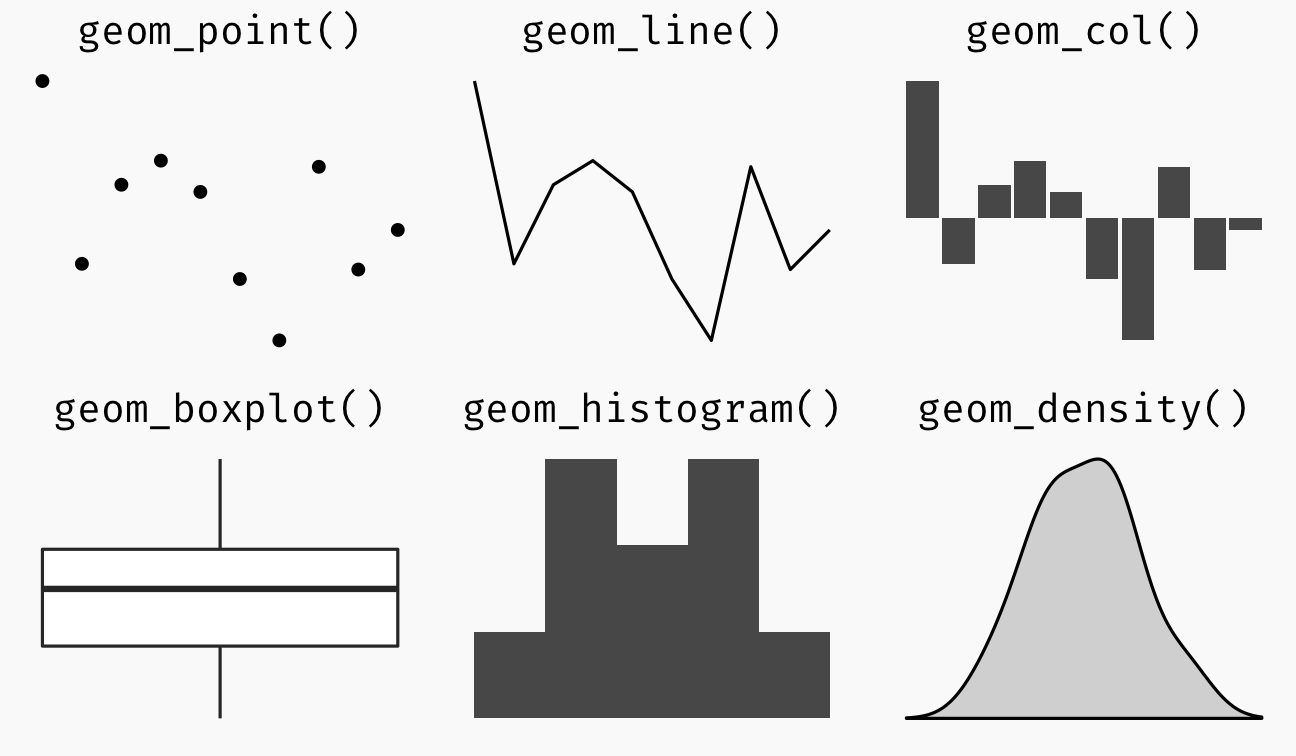 geom_point()
geom_line()
geom_col()
geom_boxplot()
geom_histogram()
geom_density()